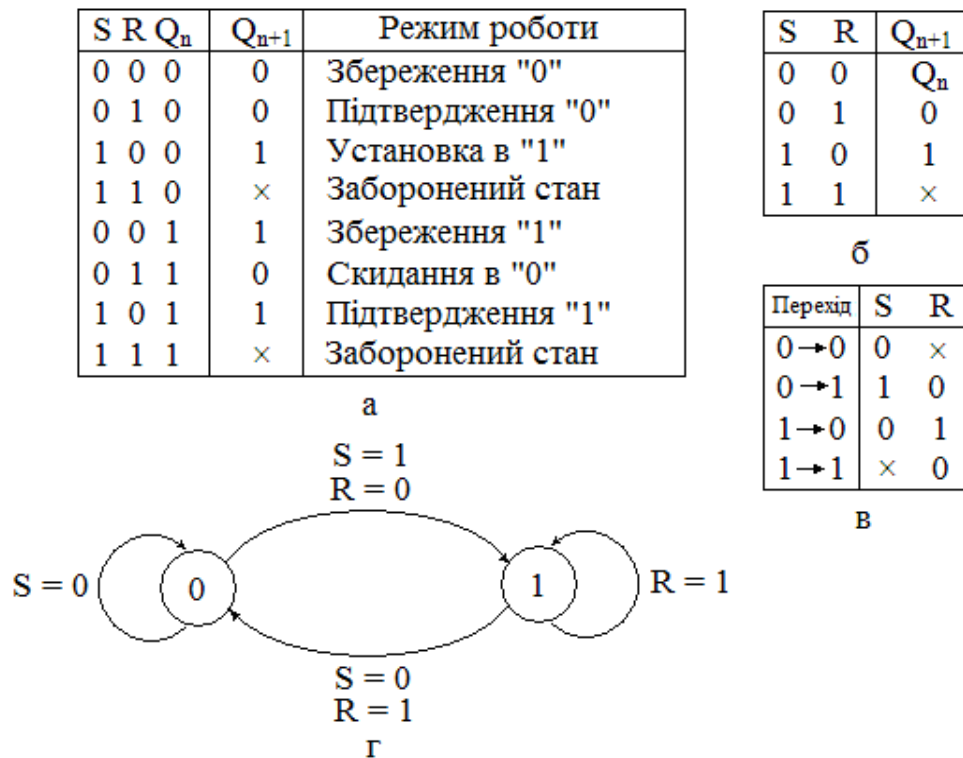 S R Qn Qn+1 Режим роботи
0 0 0 0 Збереження "0"
0 1 0 0 Підтвердження "0"
1 0 0 1 Установка в "1"
1 1 0 × Заборонений стан
0 0 1 1 Збереження "1"
0 1 1 0 Скидання в "0"
1 0 1 1 Підтвердження "1"
1 1 1 × Заборонений стан
а
S R Qn+1
0 0 Qn
0 1 0
1 0 1
1 1 ×
б
Перехід S R
0→0 0 ×
0→1 1 0
1→0 0 1
1→1 × 0
в
S = 1
R = 0
S = 0
0
1
R = 1
S = 0
R = 1
г